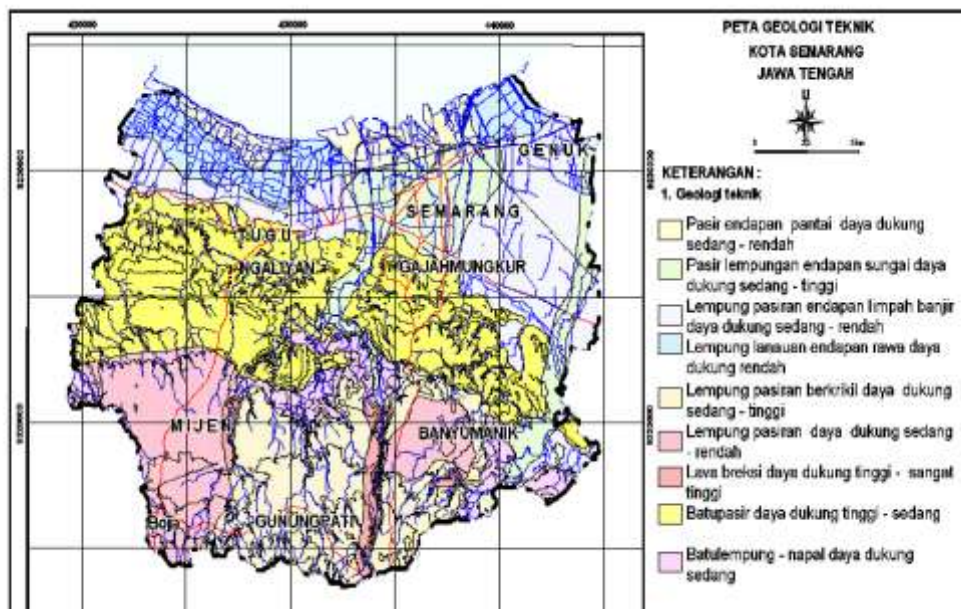 PETA GEOLOGI TEKNIK
KOTA SEMARANG
JAWA TENGAH
U
KETERANGAN :
1. Geologi teknik
Pasir endapan pantai daya dukung
sedang - rendah
Pasir lempungan endapan sungai daya
dukung sedang - tinggi
Lempung pasiran endapan limpah banjir
daya dukung sedang - rendah
Lempung lanauan endapan rawa daya
dukung rendah
Lempung pasiran berkrikil daya dukung
sedang - tinggi
Lempung pasiran daya dukung sedang
- rendah
Lava breksi daya dukung tinggi - sangat
tinggi
Batupasir daya dukung tinggi - sedang
Batulempung - napal daya dukung
sedang
GENUK
SEMARANG
TUGU
NGALIYAN
GAJAHMUNGKUR
MIJEN
BANYUMANIK
Boja
GUNUNGPATI